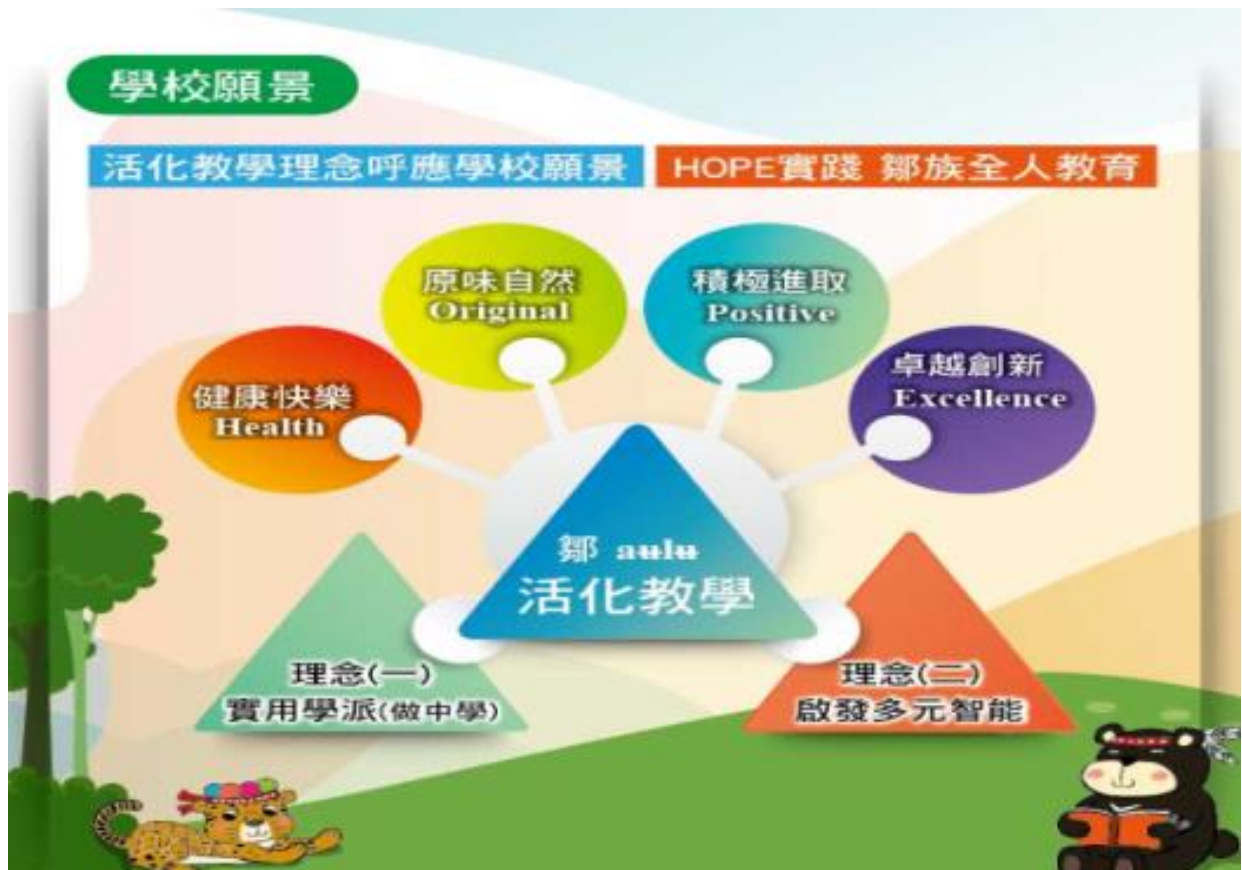 學校願景
活化教學理念呼應學校願景
HOPE實踐 鄒族全人教育
原味自然
Original
積極進取
Positive
健康快樂
Health
卓越創新
Excellence
鄒 aʉlʉ
活化教學
理念(一)
實用學派(做中學)
理念(二)
啟發多元智能